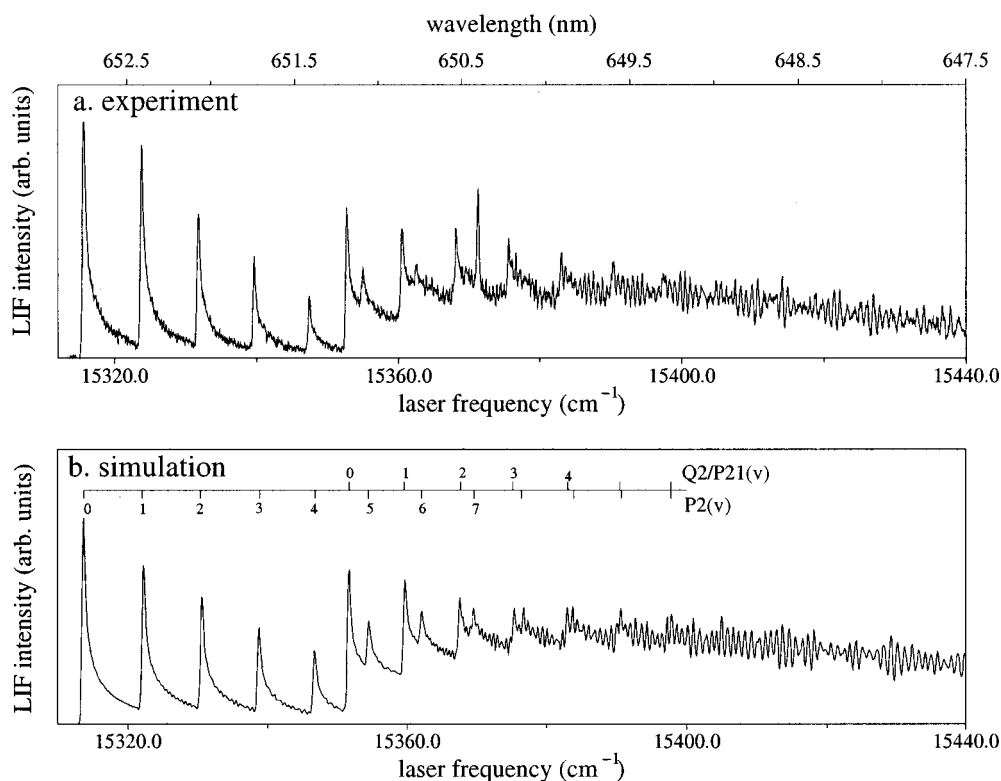 wavelength (nm)
652.5 651.5 650.5 649.5 648.5 647.5
a. experiment
LIF intensity (arb. units)
15320.0 15360.0 15400.0 15440.0
laser frequency (cm⁻¹)
b. simulation
0 1 2 3 4 Q2/P21(v)
0 1 2 3 4 5 6 7 P2(v)
LIF intensity (arb. units)
15320.0 15360.0 15400.0 15440.0
laser frequency (cm⁻¹)